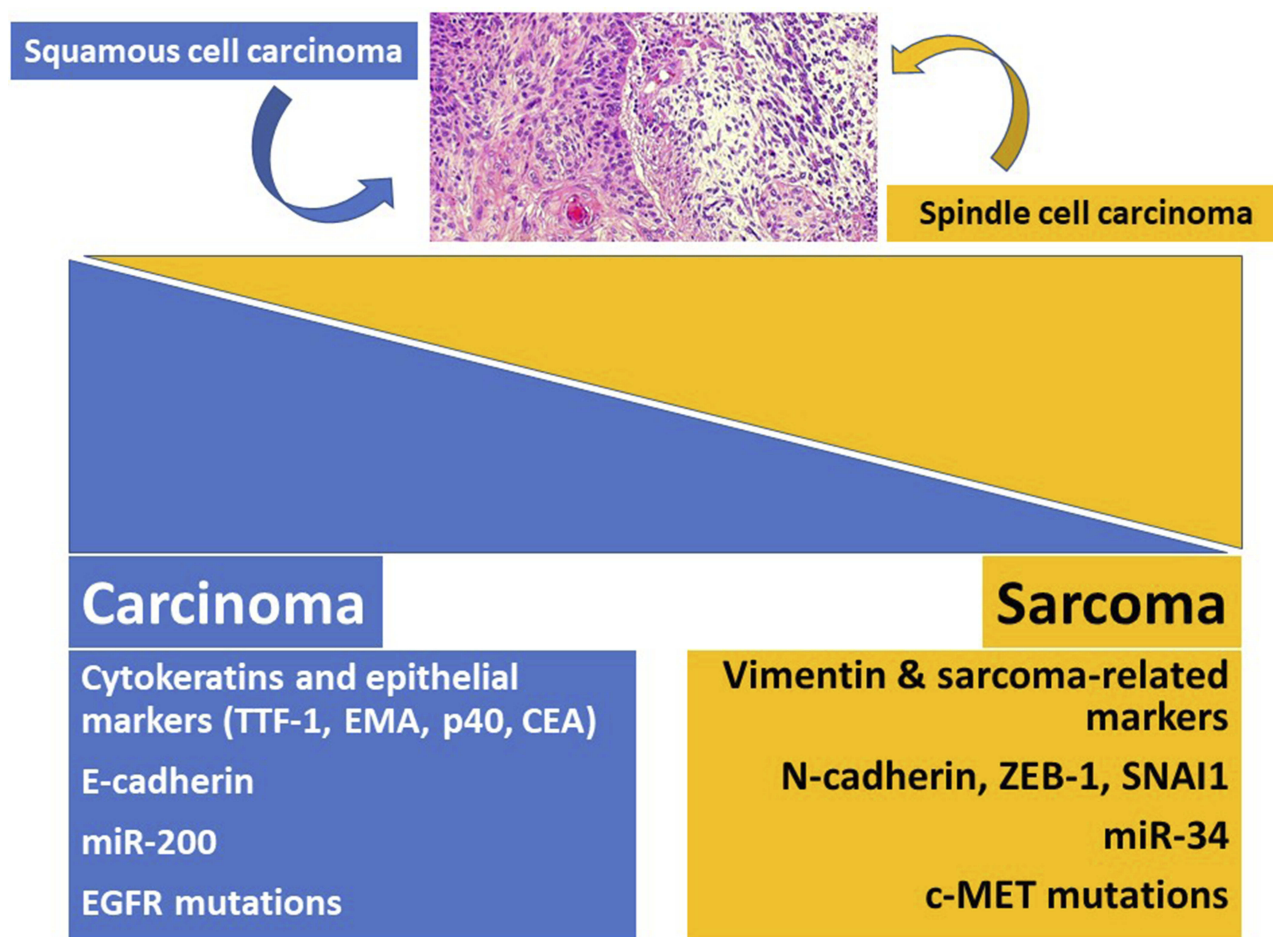 Squamous cell carcinoma
Spindle cell carcinoma
Carcinoma
Cytokeratins and epithelial
markers (TTF-1, EMA, p40, CEA)
E-cadherin
miR-200
EGFR mutations
Sarcoma
Vimentin & sarcoma-related
markers
N-cadherin, ZEB-1, SNAI1
miR-34
c-MET mutations